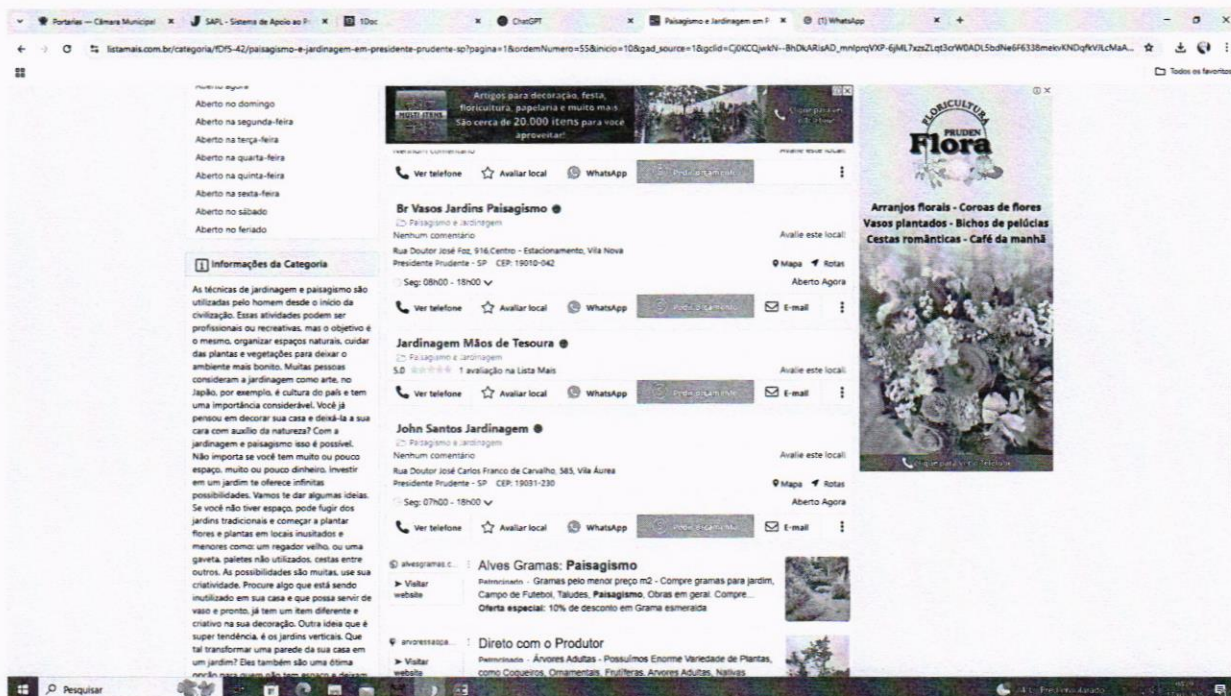 Portarias — Câmara Municipal
SAPL - Sistema de Apoio ao P
1Doc
ChatGPT
Paisagismo e Jardinagem em P
(1) WhatsApp
Todos os favoritos
Aberto agora
Aberto no domingo
Aberto na segunda-feira
Aberto na terça-feira
Aberto na quarta-feira
Aberto na quinta-feira
Aberto na sexta-feira
Aberto no sábado
Aberto no feriado
Informações da Categoria
As técnicas de jardinagem e paisagismo são
utilizadas pelo homem desde o início da
civilização. Essas atividades podem ser
profissionais ou recreativas, mas o objetivo é
o mesmo, organizar espaços naturais, cuidar
das plantas e vegetações para deixar o
ambiente mais bonito. Muitas pessoas
consideram a jardinagem como arte, no
Japão, por exemplo, é cultura do país e tem
uma importância considerável. Você já
pensou em decorar sua casa e deixá-la a sua
cara com auxílio da natureza? Com a
jardinagem e paisagismo isso é possível.
Não importa se você tem muito ou pouco
espaço, muito ou pouco dinheiro, investir
em um jardim te oferece infinitas
possibilidades. Vamos te dar algumas ideias.
Se você não tiver espaço, pode fugir dos
jardins tradicionais e começar a plantar
flores e plantas em locais inusitados e
menores como: um regador velho, ou uma
gaveta, paletes não utilizados, cestas entre
outros. As possibilidades são muitas, use sua
criatividade. Procure algo que está sendo
inutilizado em sua casa e que possa servir de
vaso e pronto, já tem um item diferente e
criativo na sua decoração. Outra ideia que é
super tendência, é os jardins verticais. Que
tal transformar uma parede da sua casa em
um jardim? Eles também são uma ótima
opção para quem não tem espaço e deixam
MULTI ITENS
Artigos para decoração, festa,
floricultura, papelaria e muito mais
São cerca de 20.000 itens para você
aproveitar!
Nenhum comentário
Avalie este local!
Ver telefone
Avaliar local
WhatsApp
Br Vasos Jardins Paisagismo
Paisagismo e Jardinagem
Nenhum comentário
Avalie este local!
Rua Doutor José Foz, 916,Centro - Estacionamento, Vila Nova
Presidente Prudente - SP CEP: 19010-042
Mapa Rotas
Seg: 08h00 - 18h00
Aberto Agora
Ver telefone
Avaliar local
WhatsApp
E-mail
Jardinagem Mãos de Tesoura
Paisagismo e Jardinagem
5.0 1 avaliação na Lista Mais
Avalie este local!
Ver telefone
Avaliar local
WhatsApp
E-mail
John Santos Jardinagem
Paisagismo e Jardinagem
Nenhum comentário
Avalie este local!
Rua Doutor José Carlos Franco de Carvalho, 585, Vila Áurea
Presidente Prudente - SP CEP: 19031-230
Mapa Rotas
Seg: 07h00 - 18h00
Aberto Agora
Ver telefone
Avaliar local
WhatsApp
E-mail
alvesgramas.c...
Visitar
website
Alves Gramas: Paisagismo
Patrocinado - Gramas pelo menor preço m2 - Compre gramas para jardim,
Campo de Futebol, Taludes, Paisagismo, Obras em geral. Compre...
Oferta especial: 10% de desconto em Grama esmeralda
Visitar
website
Direto com o Produtor
Patrocinado - Árvores Adultas - Possuímos Enorme Variedade de Plantas,
como Coqueiros, Ornamentais, Frutíferas, Árvores Adultas, Nativas
FLORICULTURA
PRUDEN
Flora
Arranjos florais - Coroas de flores
Vasos plantados - Bichos de pelúcias
Cestas românticas - Café da manhã
Pesquisar